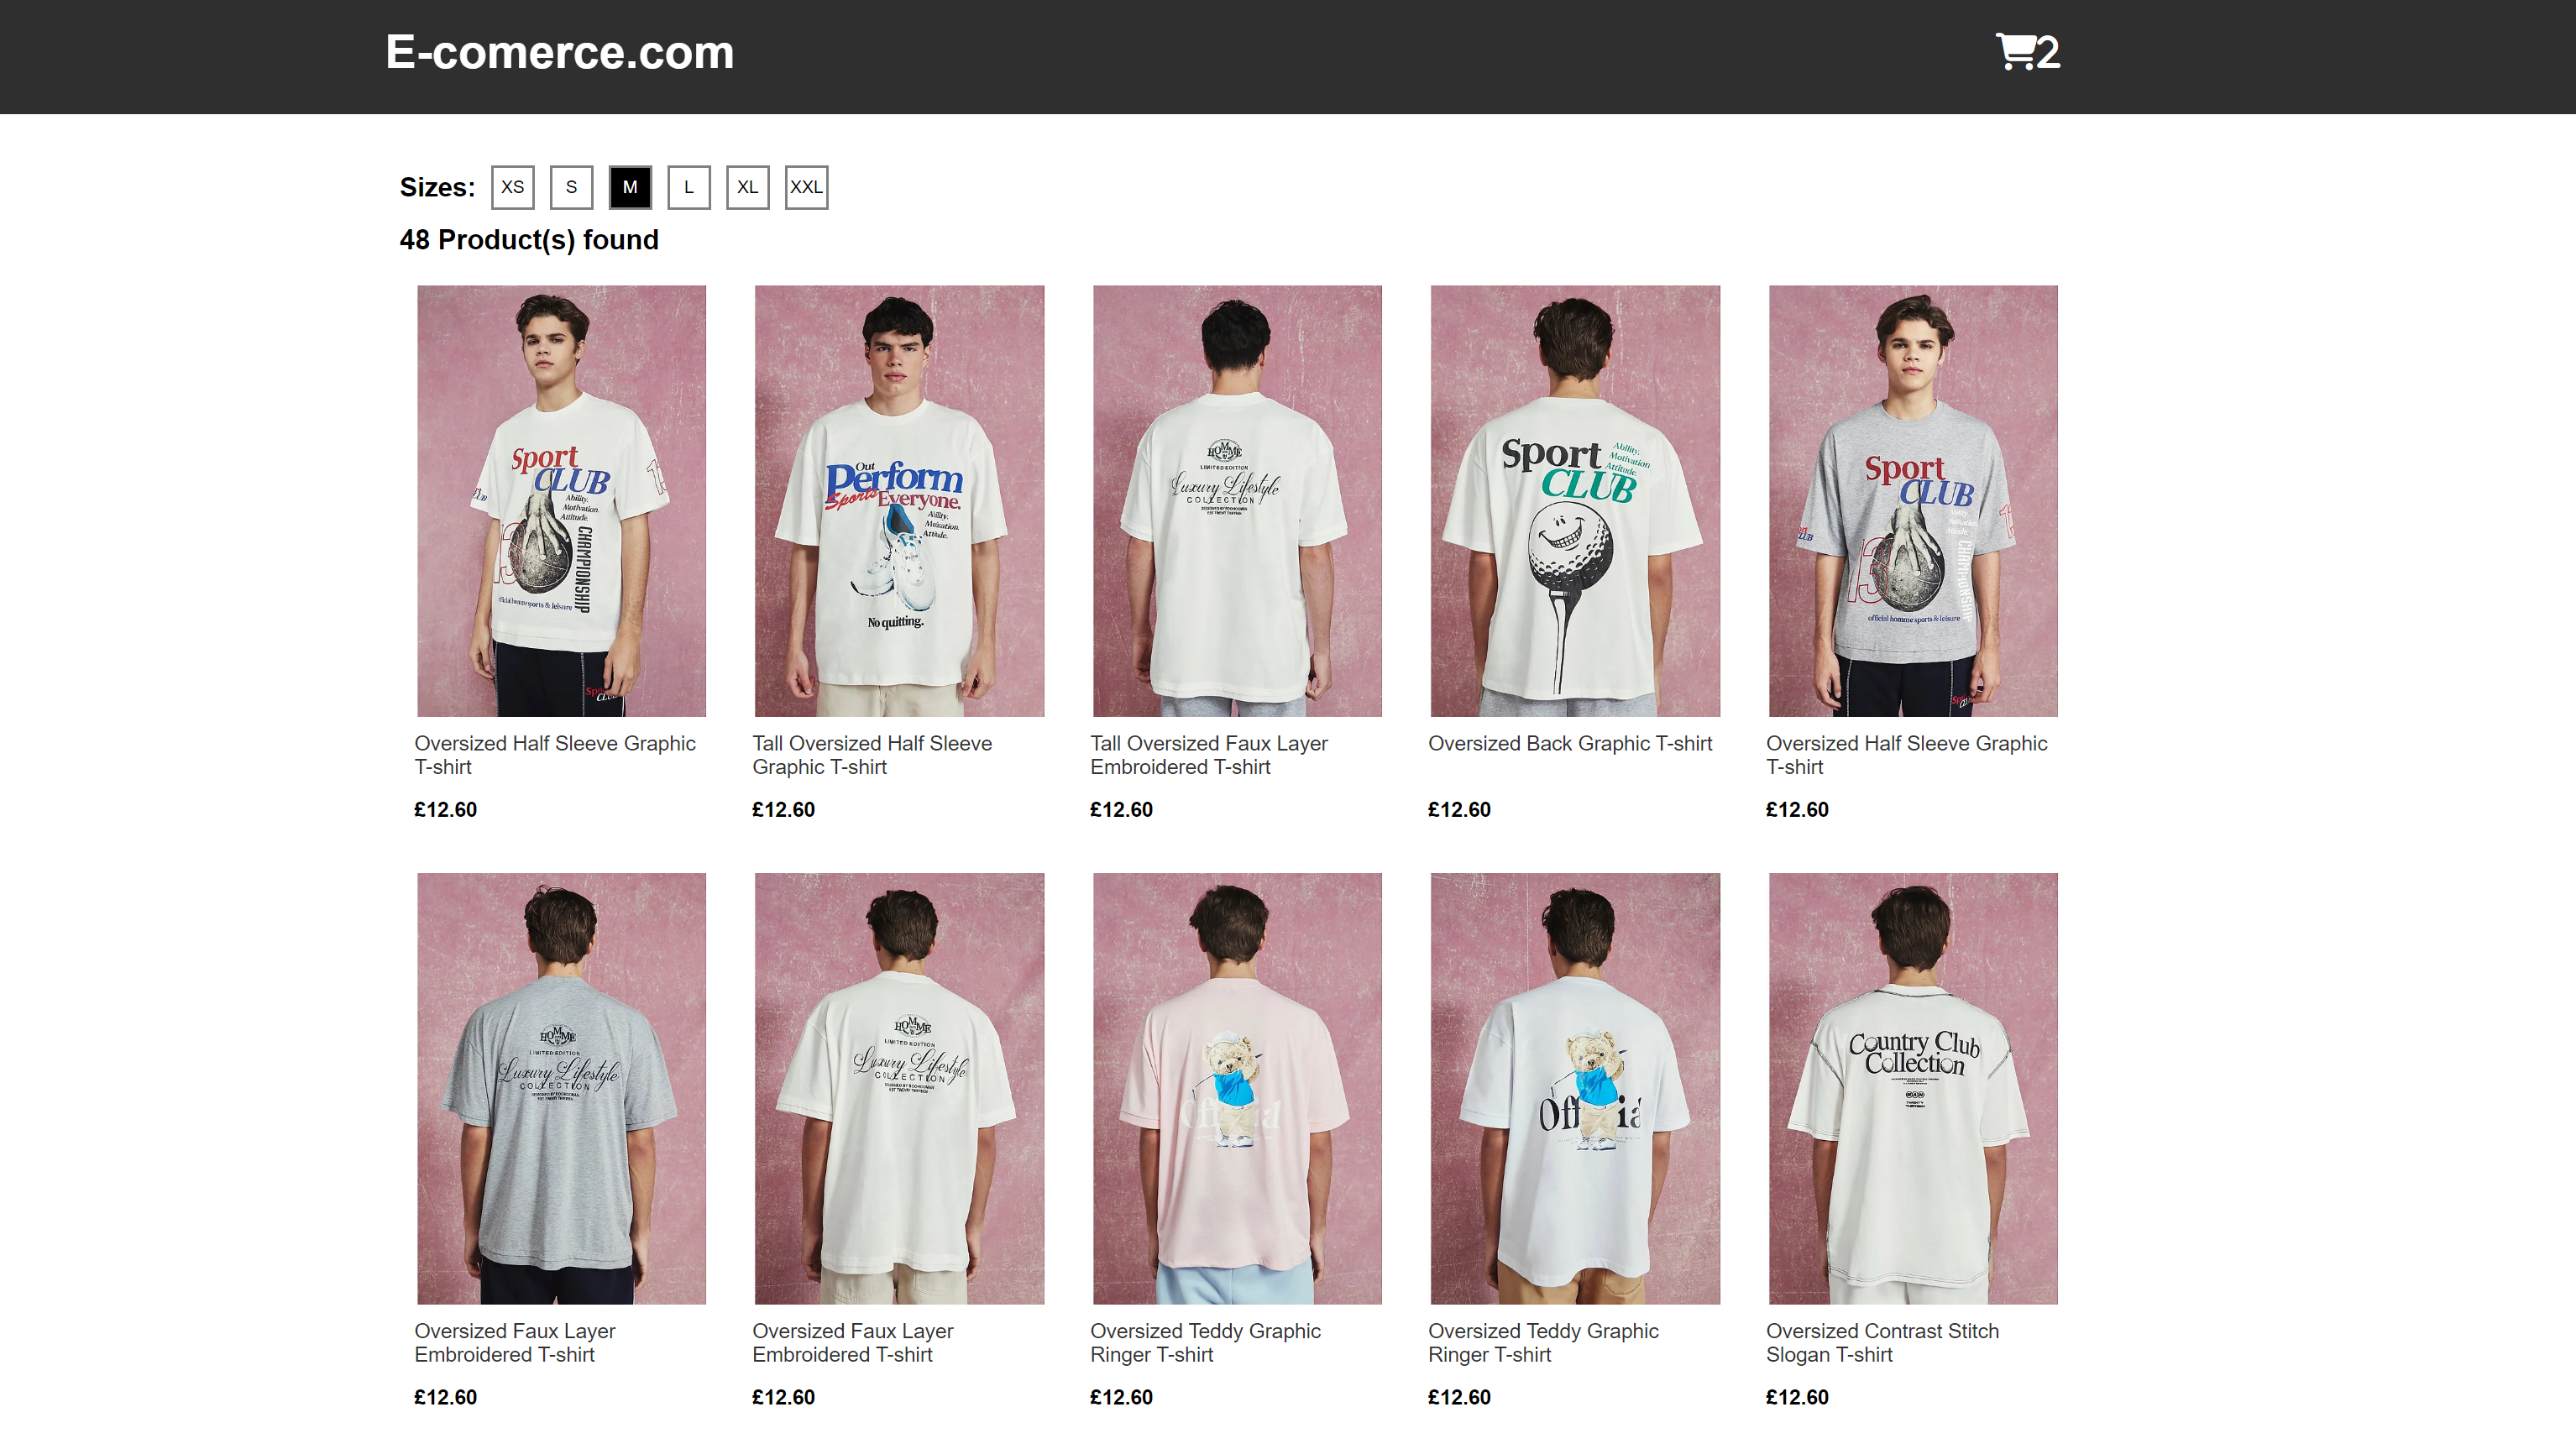 E-comerce.com
2
Sizes:
XS
S
M
L
XL
XXL
48 Product(s) found
Sport
CLUB
Ability.
Motivation.
Attitude.
CHAMPIONSHIP
13
Out
Perform
Sports Everyone.
Ability.
Motivation.
Attitude.
No quitting.
HOMME
LIMITED EDITION
Luxury Lifestyle
COLLECTION
Sport
CLUB
Ability.
Motivation
Attitude.
Sport
CLUB
13
CHAMPIONSHIP
official homme sports & leisure
Oversized Half Sleeve Graphic
T-shirt
£12.60
Tall Oversized Half Sleeve
Graphic T-shirt
£12.60
Tall Oversized Faux Layer
Embroidered T-shirt
£12.60
Oversized Back Graphic T-shirt
£12.60
Oversized Half Sleeve Graphic
T-shirt
£12.60
HOMME
LIMITED EDITION
Luxury Lifestyle
COLLECTION
HOMME
LIMITED EDITION
Luxury Lifestyle
COLLECTION
Country Club
Collection
Oversized Faux Layer
Embroidered T-shirt
£12.60
Oversized Faux Layer
Embroidered T-shirt
£12.60
Oversized Teddy Graphic
Ringer T-shirt
£12.60
Oversized Teddy Graphic
Ringer T-shirt
£12.60
Oversized Contrast Stitch
Slogan T-shirt
£12.60